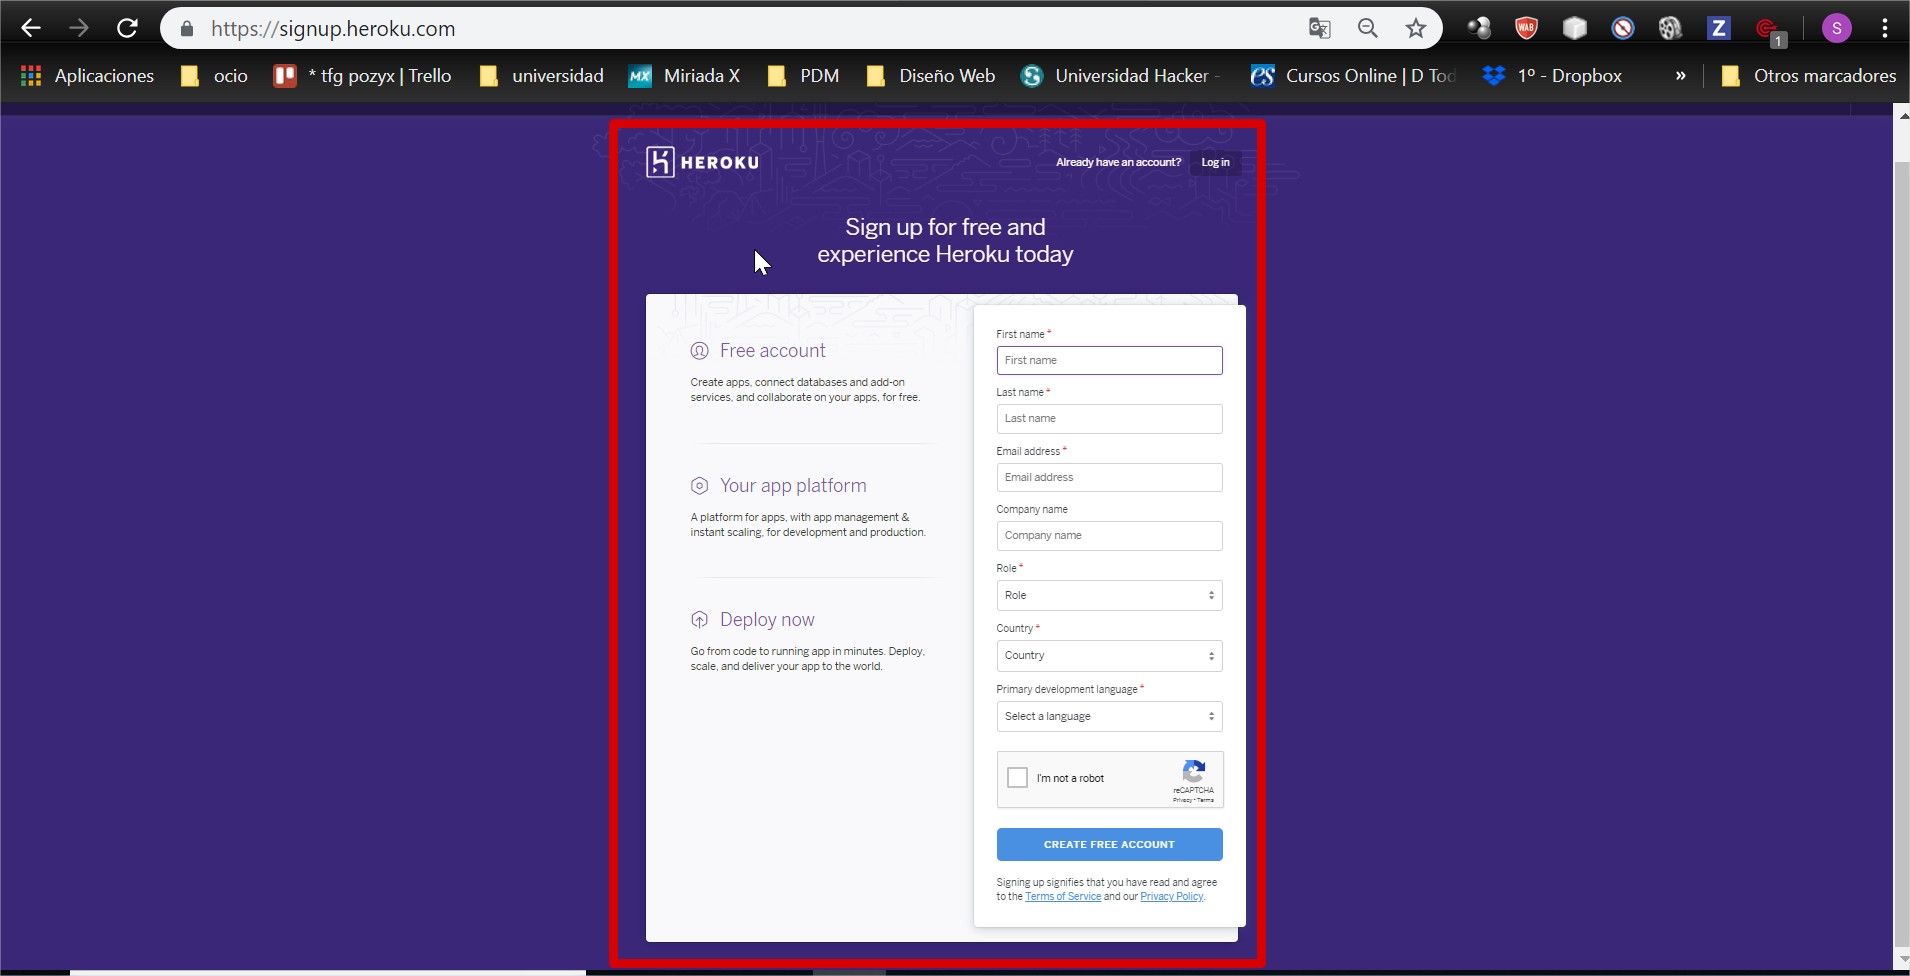 https://signup.heroku.com
WAB
Z
1
S
Aplicaciones
ocio
* tfg pozyx | Trello
universidad
MX Miriada X
PDM
Diseño Web
S Universidad Hacker -
es Cursos Online | D Tod
1º - Dropbox
»
Otros marcadores
HEROKU
Already have an account? Log in
Sign up for free and
experience Heroku today
Free account
Create apps, connect databases and add-on
services, and collaborate on your apps, for free.
Your app platform
A platform for apps, with app management &
instant scaling, for development and production.
Deploy now
Go from code to running app in minutes. Deploy,
scale, and deliver your app to the world.
First name *
First name
Last name *
Last name
Email address *
Email address
Company name
Company name
Role *
Role
Country *
Country
Primary development language *
Select a language
I'm not a robot
reCAPTCHA
Privacy • Terms
CREATE FREE ACCOUNT
Signing up signifies that you have read and agree
to the Terms of Service and our Privacy Policy.